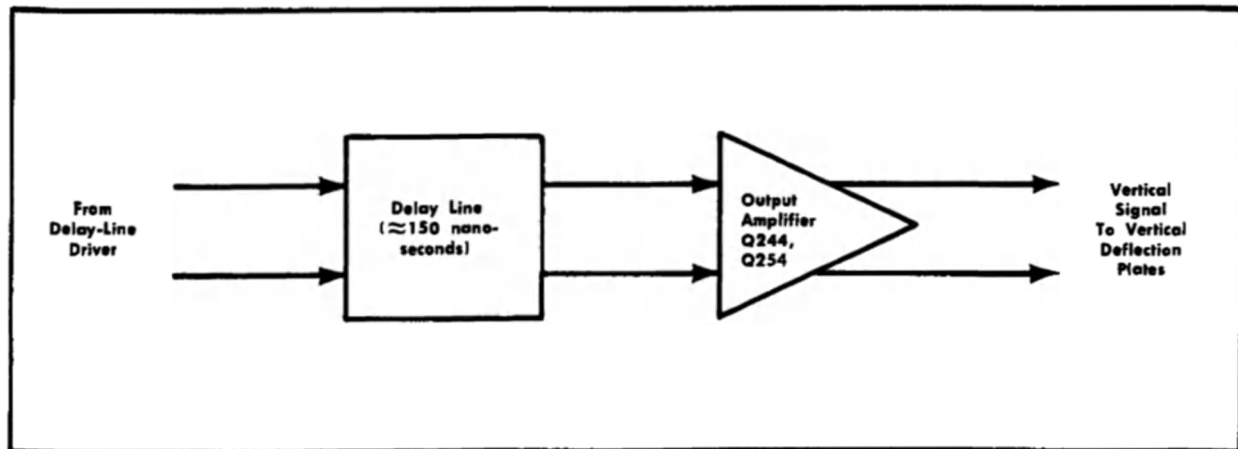 From
Delay-Line
Driver
Delay Line
(≈150 nano-
seconds)
Output
Amplifier
Q244,
Q254
Vertical
Signal
To Vertical
Deflection
Plates